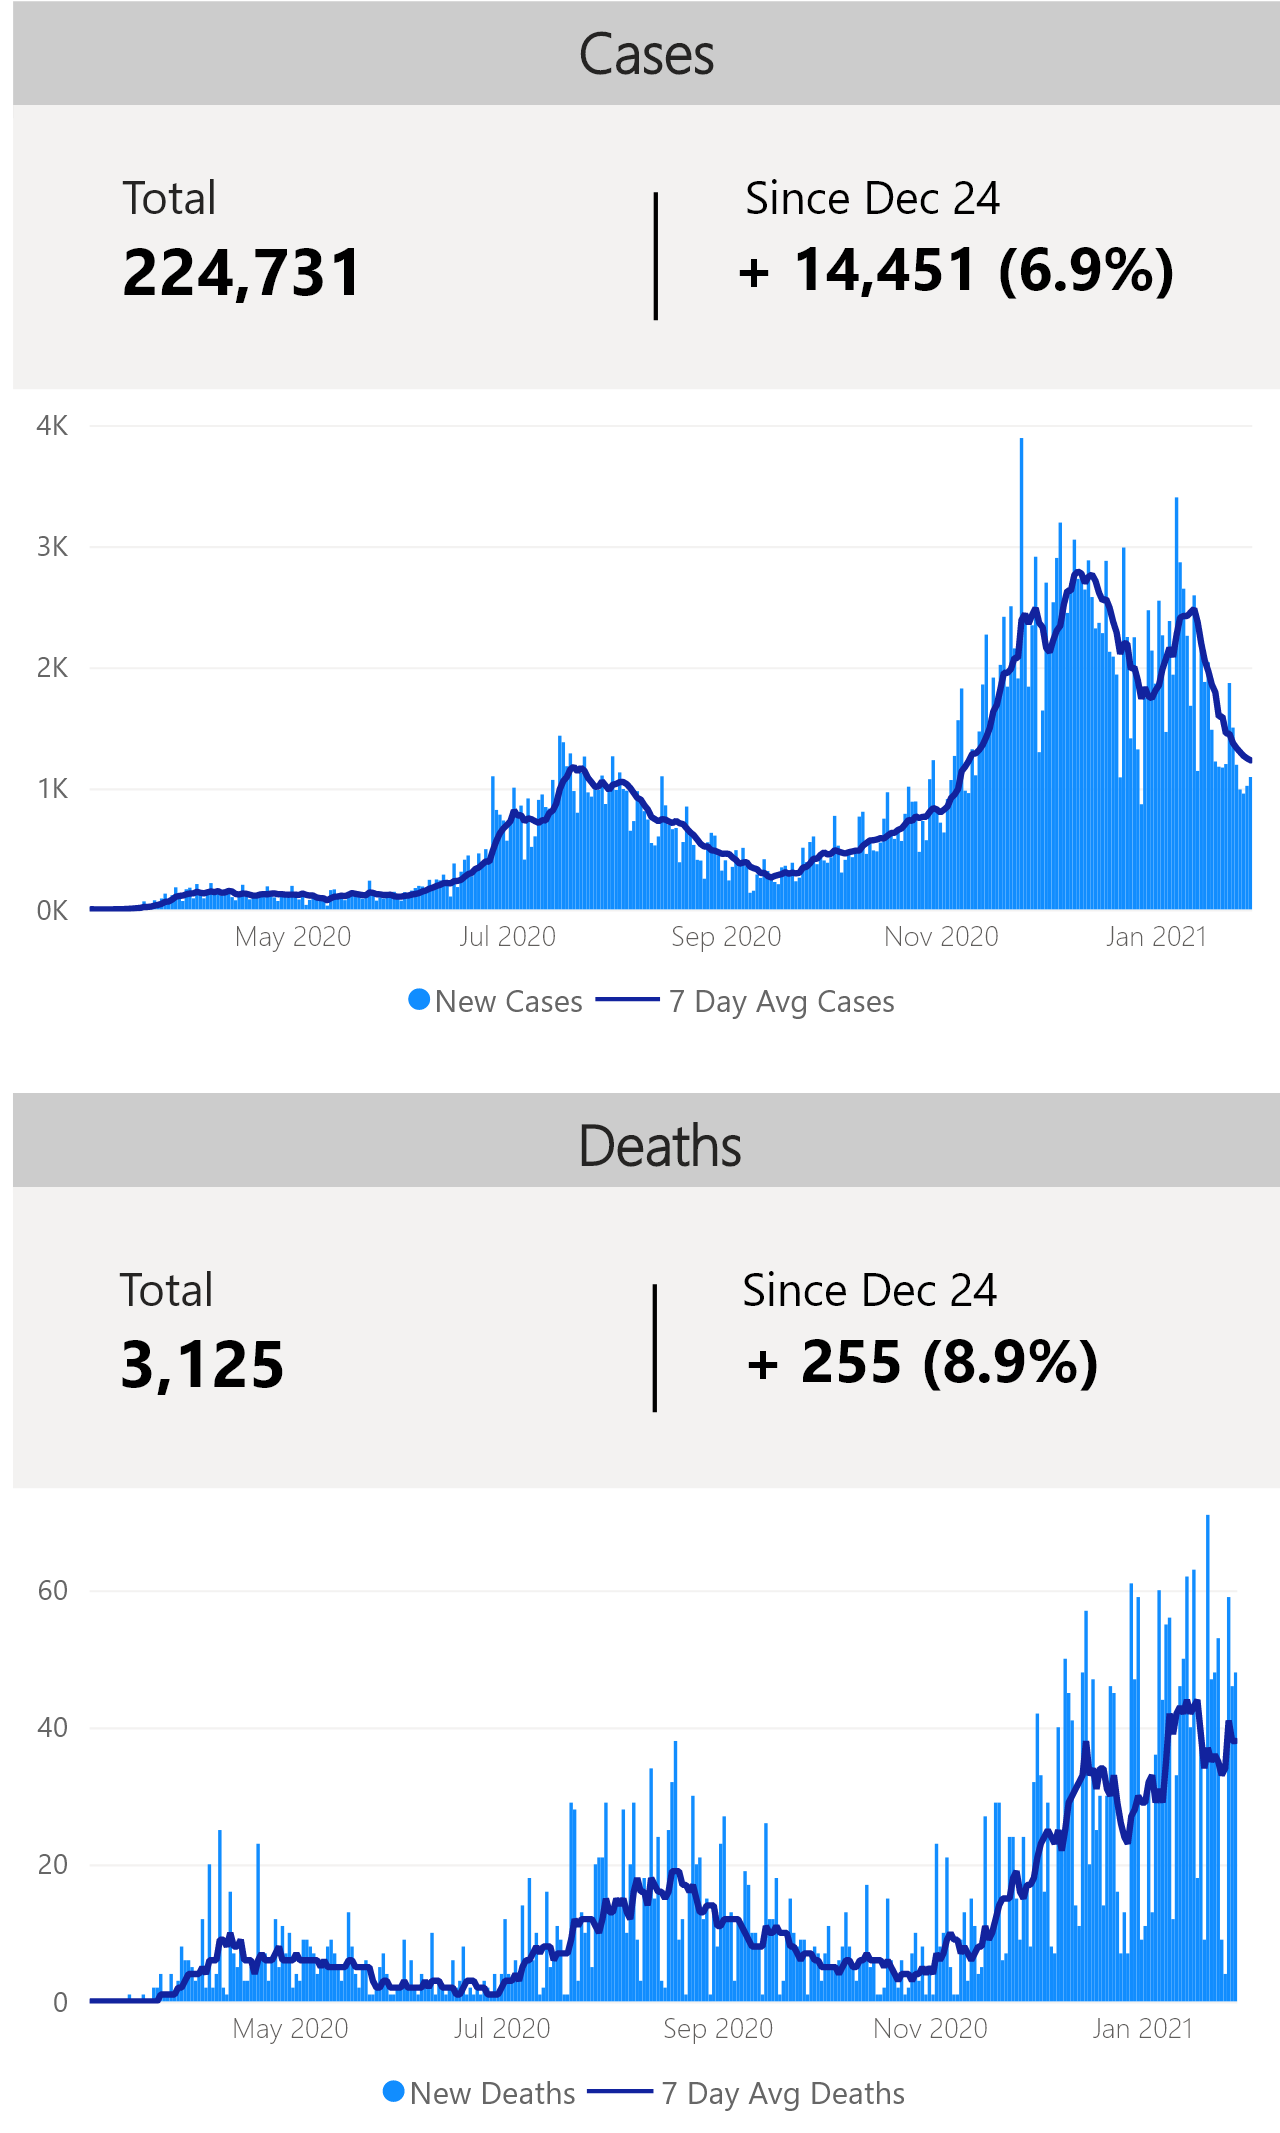 Cases
Total
Since Dec 24
224,731
+ 14,451 (6.9%)
4K
3K
2K
1K
0K
May 2020 Jul 2020 Sep 2020 Nov 2020 Jan 2021
New Cases 7 Day Avg Cases
Deaths
Total
Since Dec 24
3,125
+ 255 (8.9%)
60
40
20
0
May 2020 Jul 2020 Sep 2020 Nov 2020 Jan 2021
New Deaths 7 Day Avg Deaths